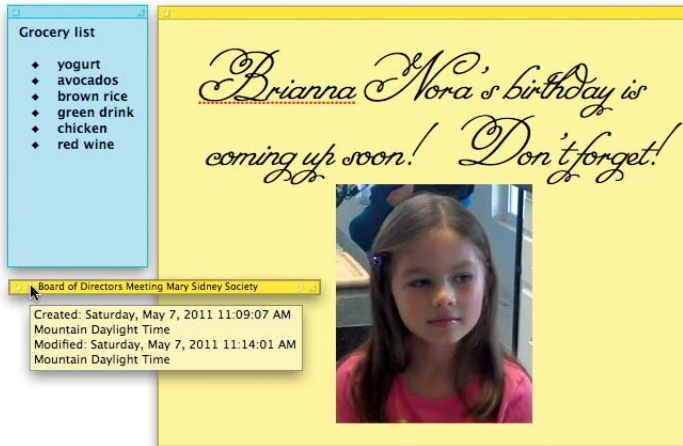 Grocery list
yogurt
avocados
brown rice
green drink
chicken
red wine
Brianna Nora's birthday is
coming up soon! Don't forget!
Board of Directors Meeting Mary Sidney Society
Created: Saturday, May 7, 2011 11:09:07 AM
Mountain Daylight Time
Modified: Saturday, May 7, 2011 11:14:01 AM
Mountain Daylight Time